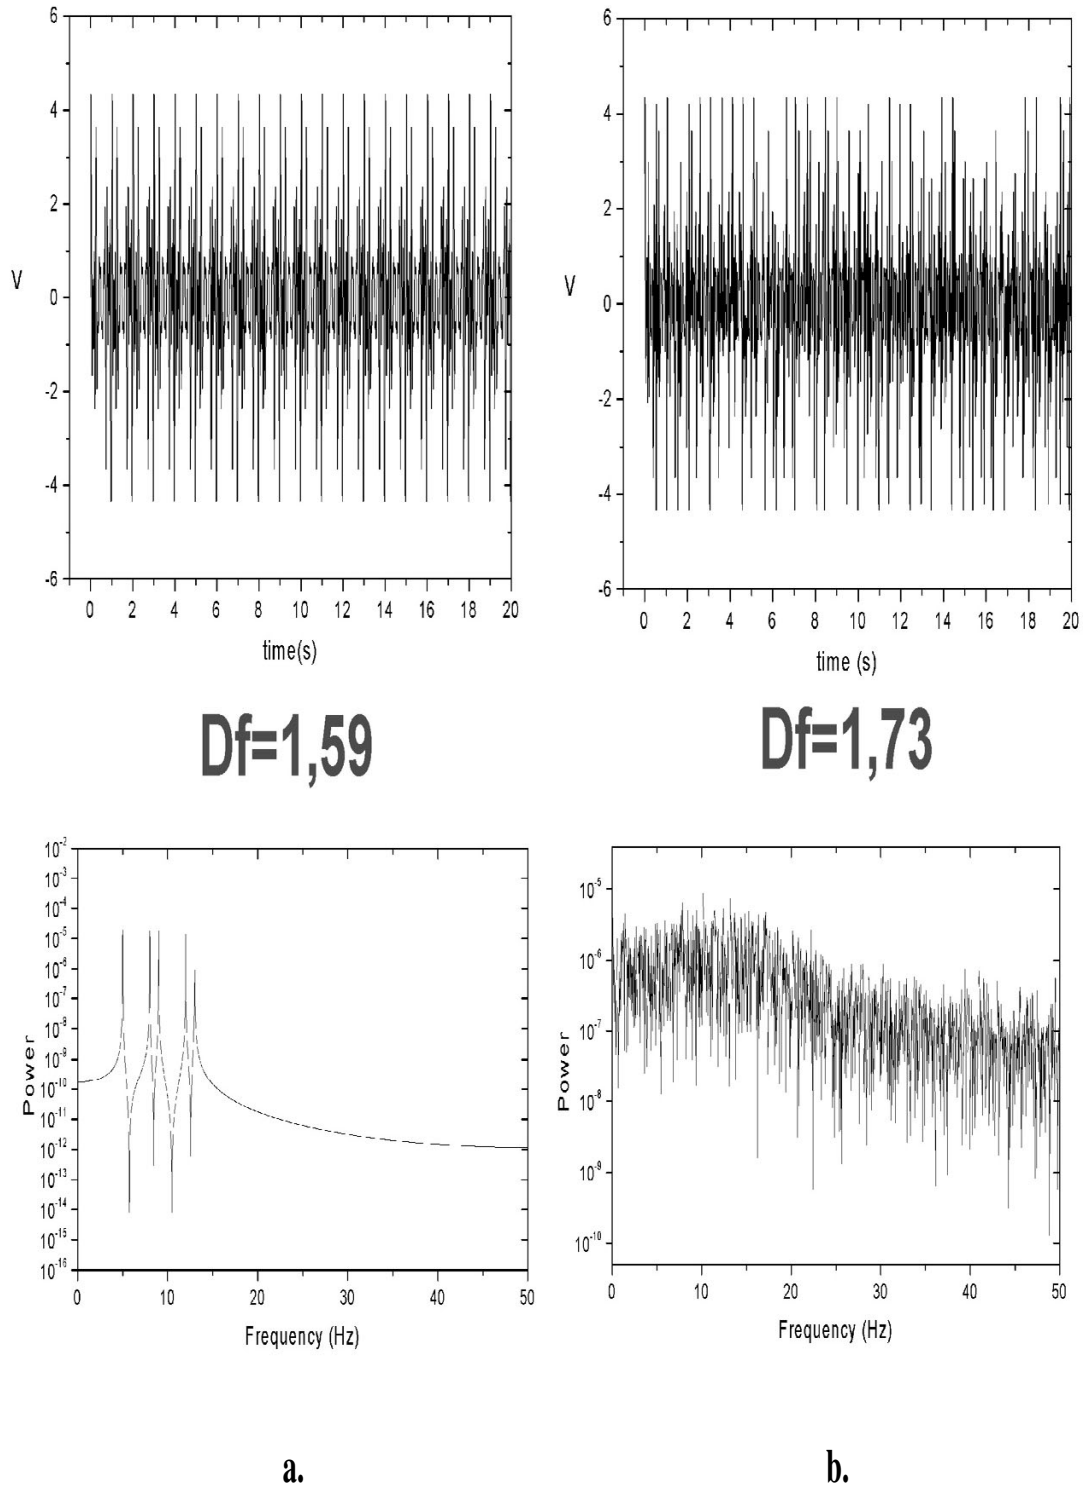 6
4
2
V
0
-2
-4
-6
0 2 4 6 8 10 12 14 16 18 20
time(s)
6
4
2
V
0
-2
-4
-6
0 2 4 6 8 10 12 14 16 18 20
time (s)
Df=1,59
Df=1,73
10⁻²
10⁻³
10⁻⁴
10⁻⁵
10⁻⁶
10⁻⁷
10⁻⁸
10⁻⁹
10⁻¹⁰
10⁻¹¹
10⁻¹²
10⁻¹³
10⁻¹⁴
10⁻¹⁵
10⁻¹⁶
Power
0 10 20 30 40 50
Frequency (Hz)
10⁻⁵
10⁻⁶
10⁻⁷
10⁻⁸
10⁻⁹
10⁻¹⁰
Power
0 10 20 30 40 50
Frequency (Hz)
a.
b.